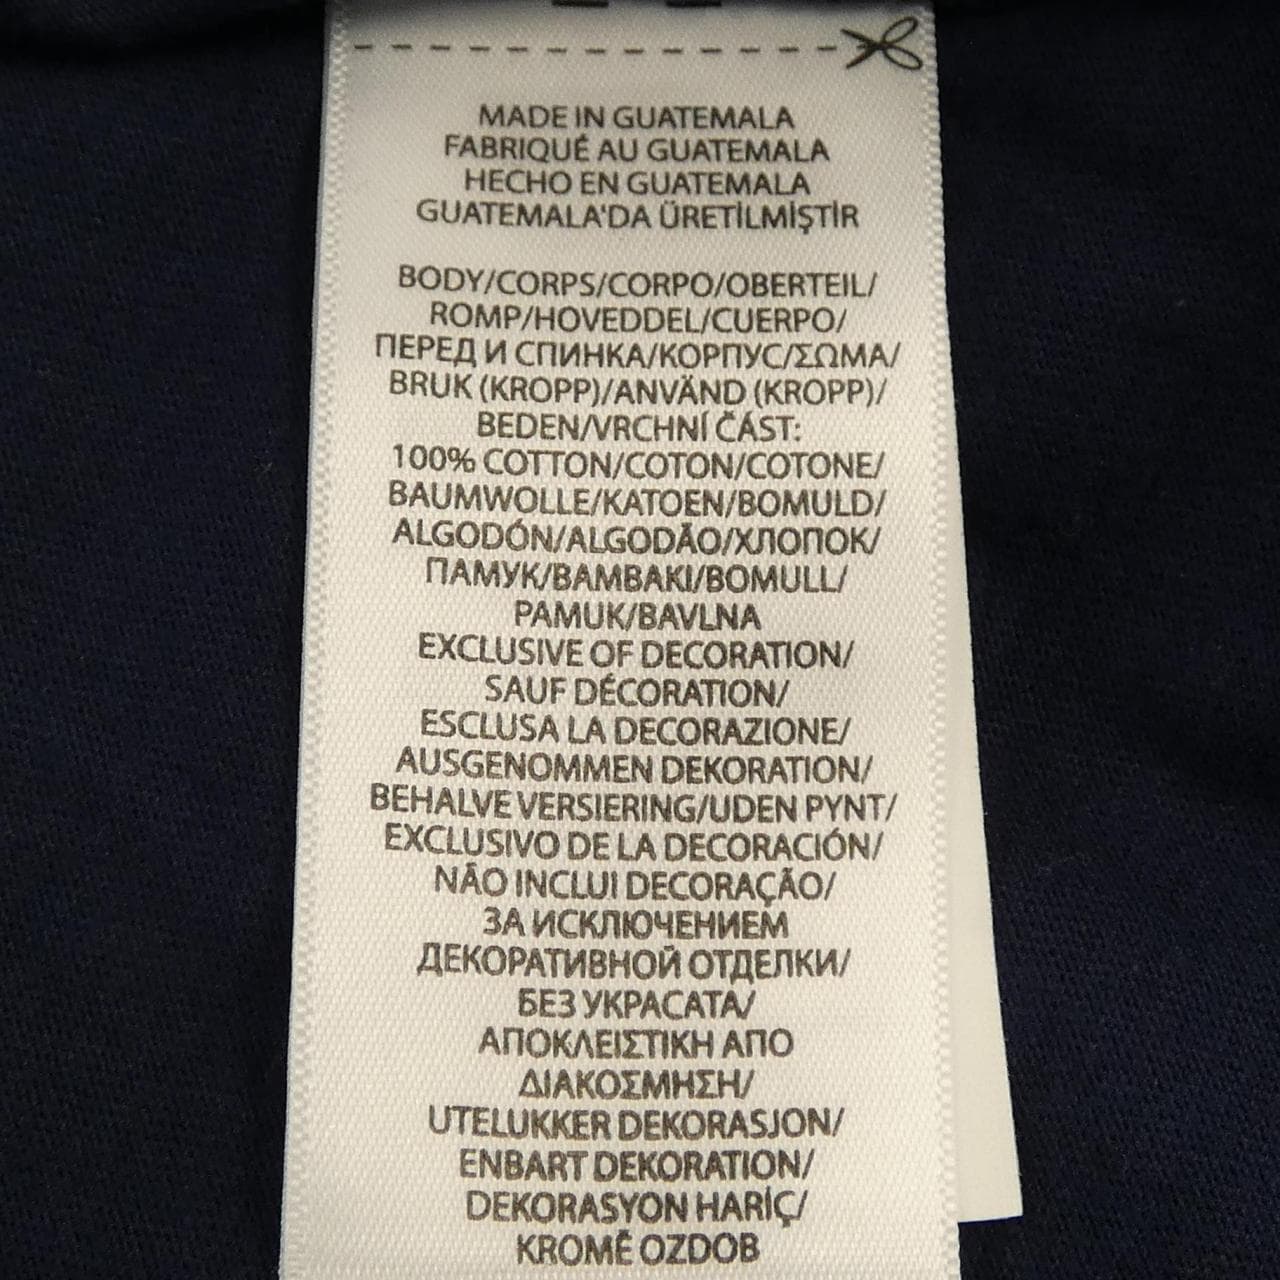 MADE IN GUATEMALA
FABRIQUÉ AU GUATEMALA
HECHO EN GUATEMALA
GUATEMALA'DA ÜRETİLMİŞTİR
BODY/CORPS/CORPO/OBERTEIL/
ROMP/HOVEDDEL/CUERPO/
ПЕРЕД И СПИНКА/КОРПУС/ΣΩΜΑ/
BRUK (KROPP)/ANVÄND (KROPP)/
BEDEN/VRCHNÍ ČÁST:
100% COTTON/COTON/COTONE/
BAUMWOLLE/KATOEN/BOMULD/
ALGODÓN/ALGODÃO/ХЛОПОК/
ПАМУК/ΒΑΜΒΑΚΙ/BOMULL/
PAMUK/BAVLNA
EXCLUSIVE OF DECORATION/
SAUF DÉCORATION/
ESCLUSA LA DECORAZIONE/
AUSGENOMMEN DEKORATION/
BEHALVE VERSIERING/UDEN PYNT/
EXCLUSIVO DE LA DECORACIÓN/
NÃO INCLUI DECORAÇÃO/
ЗА ИСКЛЮЧЕНИЕМ
ДЕКОРАТИВНОЙ ОТДЕЛКИ/
БЕЗ УКРАСАТА/
ΑΠΟΚΛΕΙΣΤΙΚΗ ΑΠΟ
ΔΙΑΚΟΣΜΗΣΗ/
UTELUKKER DEKORASJON/
ENBART DEKORATION/
DEKORASYON HARİÇ/
KROMĚ OZDOB